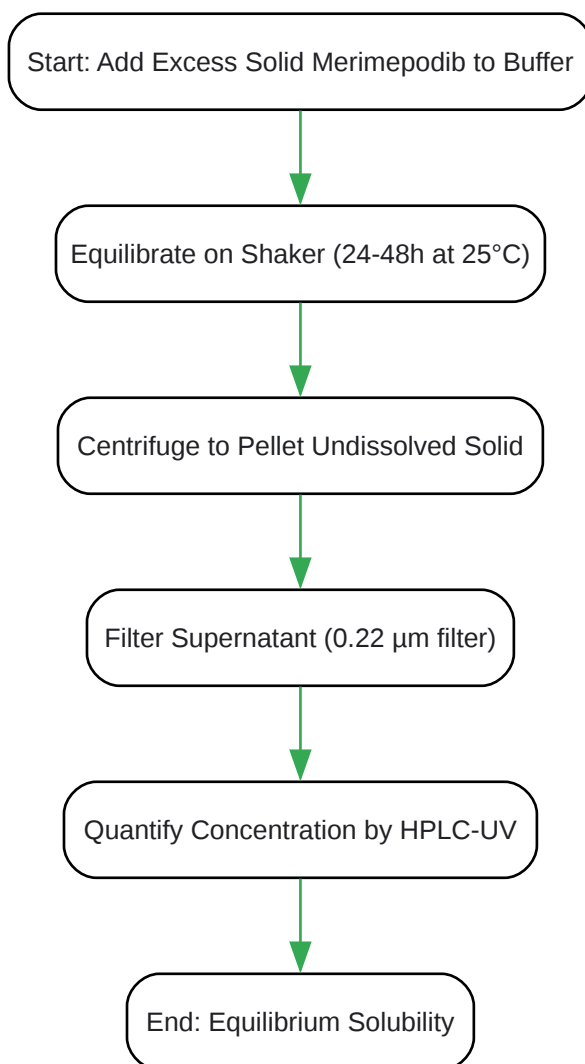 Start: Add Excess Solid Merimepodib to Buffer
Equilibrate on Shaker (24-48h at 25°C)
Centrifuge to Pellet Undissolved Solid
Filter Supernatant (0.22 µm filter)
Quantify Concentration by HPLC-UV
End: Equilibrium Solubility